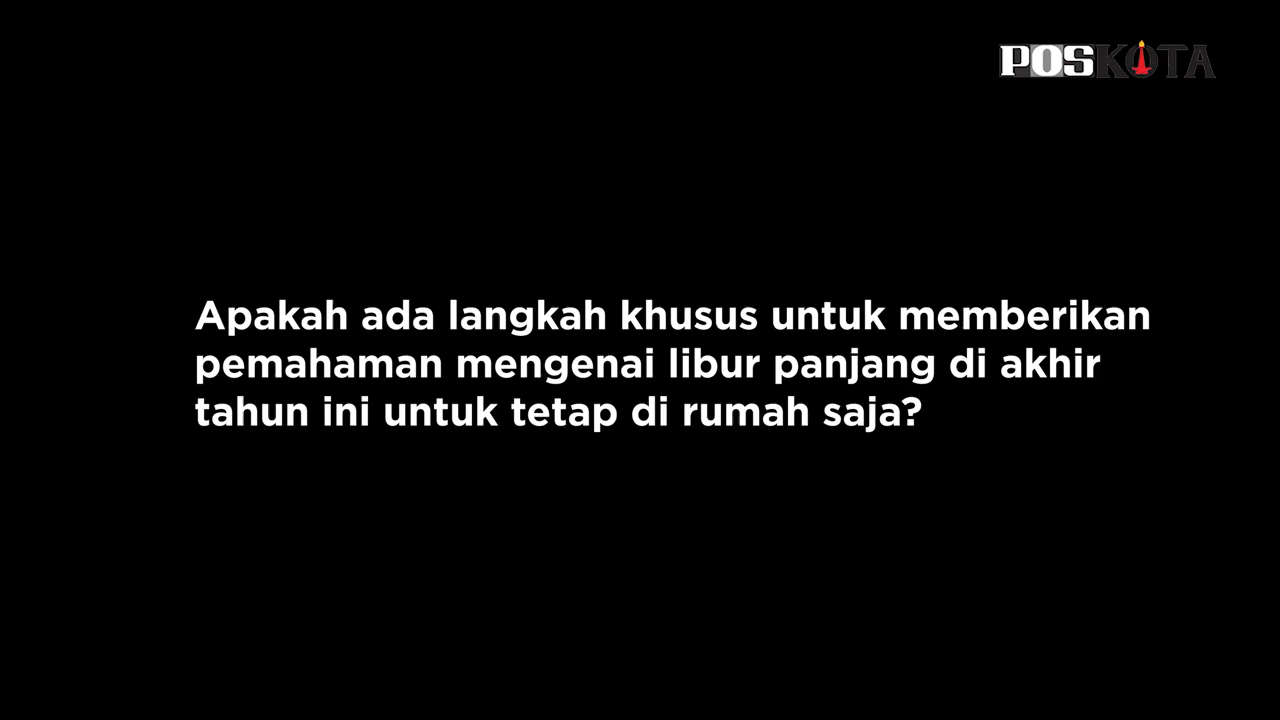 POSKOTA
Apakah ada langkah khusus untuk memberikan
pemahaman mengenai libur panjang di akhir
tahun ini untuk tetap di rumah saja?